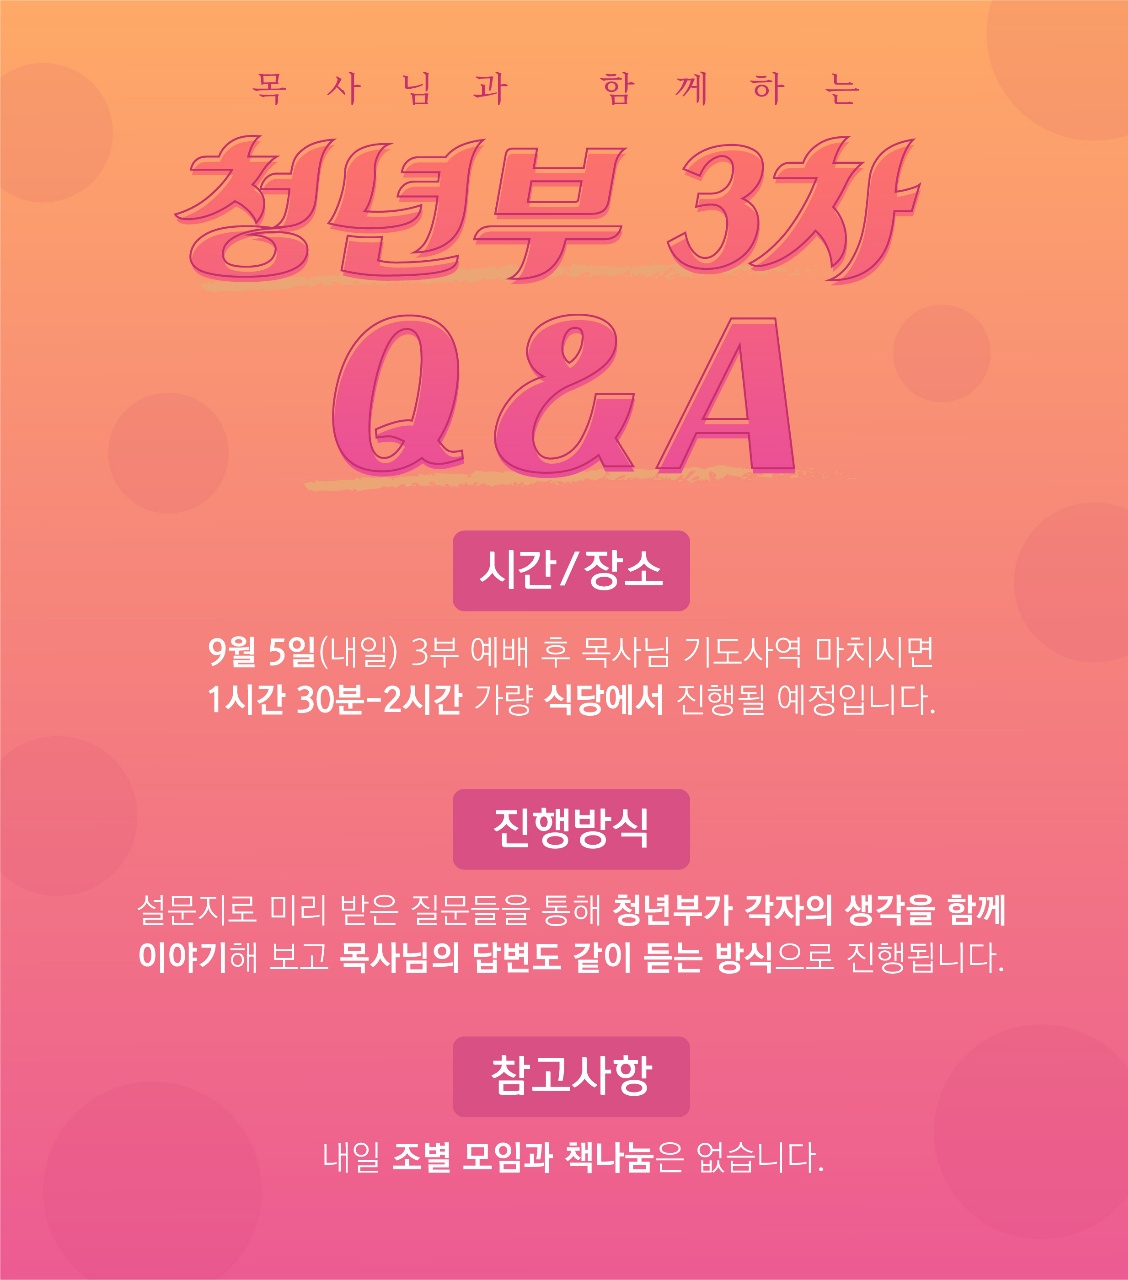 목사님과 함께하는
청년부 3차
Q&A
시간/장소
9월 5일(내일) 3부 예배 후 목사님 기도사역 마치시면
1시간 30분-2시간 가량 식당에서 진행될 예정입니다.
진행방식
설문지로 미리 받은 질문들을 통해 청년부가 각자의 생각을 함께
이야기해 보고 목사님의 답변도 같이 듣는 방식으로 진행됩니다.
참고사항
내일 조별 모임과 책나눔은 없습니다.